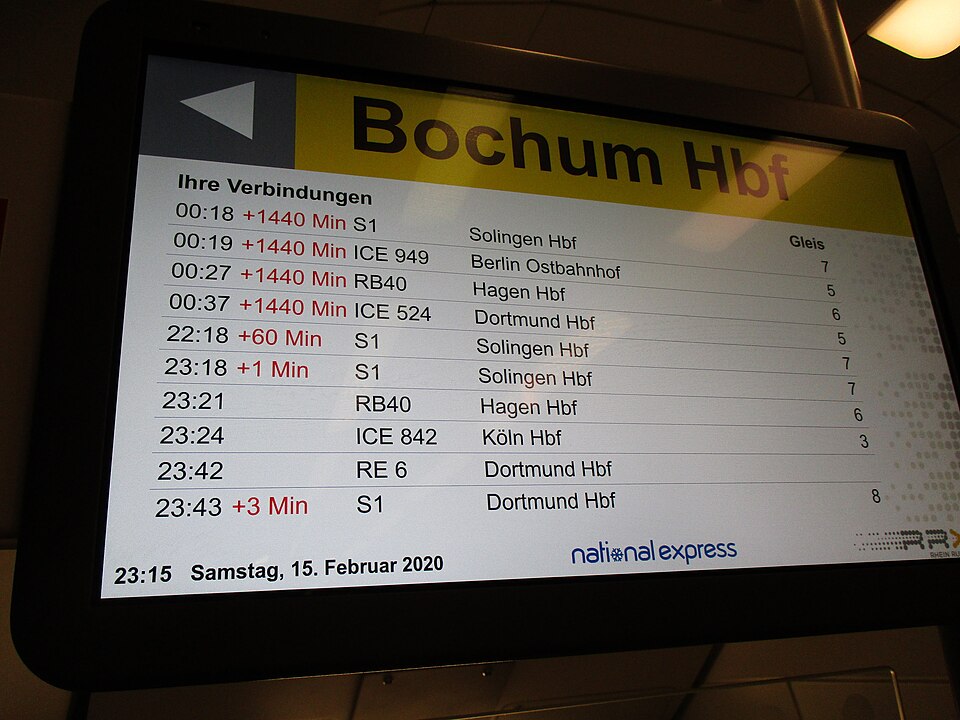 Bochum Hbf
Ihre Verbindungen Gleis
00:18 +1440 Min S1 Solingen Hbf 7
00:19 +1440 Min ICE 949 Berlin Ostbahnhof 5
00:27 +1440 Min RB40 Hagen Hbf 6
00:37 +1440 Min ICE 524 Dortmund Hbf 5
22:18 +60 Min S1 Solingen Hbf 7
23:18 +1 Min S1 Solingen Hbf 7
23:21 RB40 Hagen Hbf 6
23:24 ICE 842 Köln Hbf 3
23:42 RE 6 Dortmund Hbf
23:43 +3 Min S1 Dortmund Hbf 8
23:15 Samstag, 15. Februar 2020
national express
RRX
RHEIN